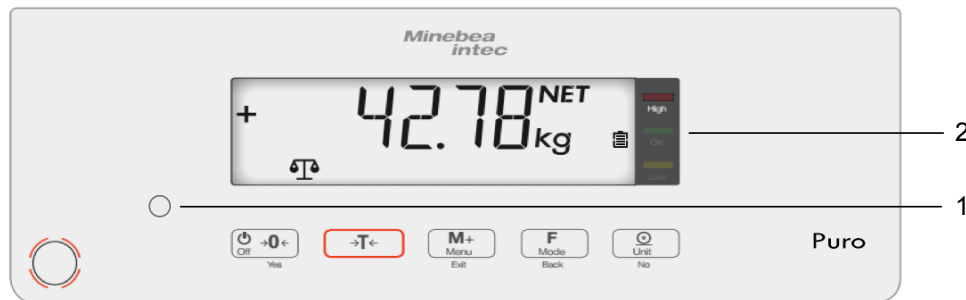 Minebea
intec
+ 42.78 NET
kg
High
OK
Low
2
1
Off →0← →T← M+ Menu F Mode Unit
Yes Exit Back No
Puro